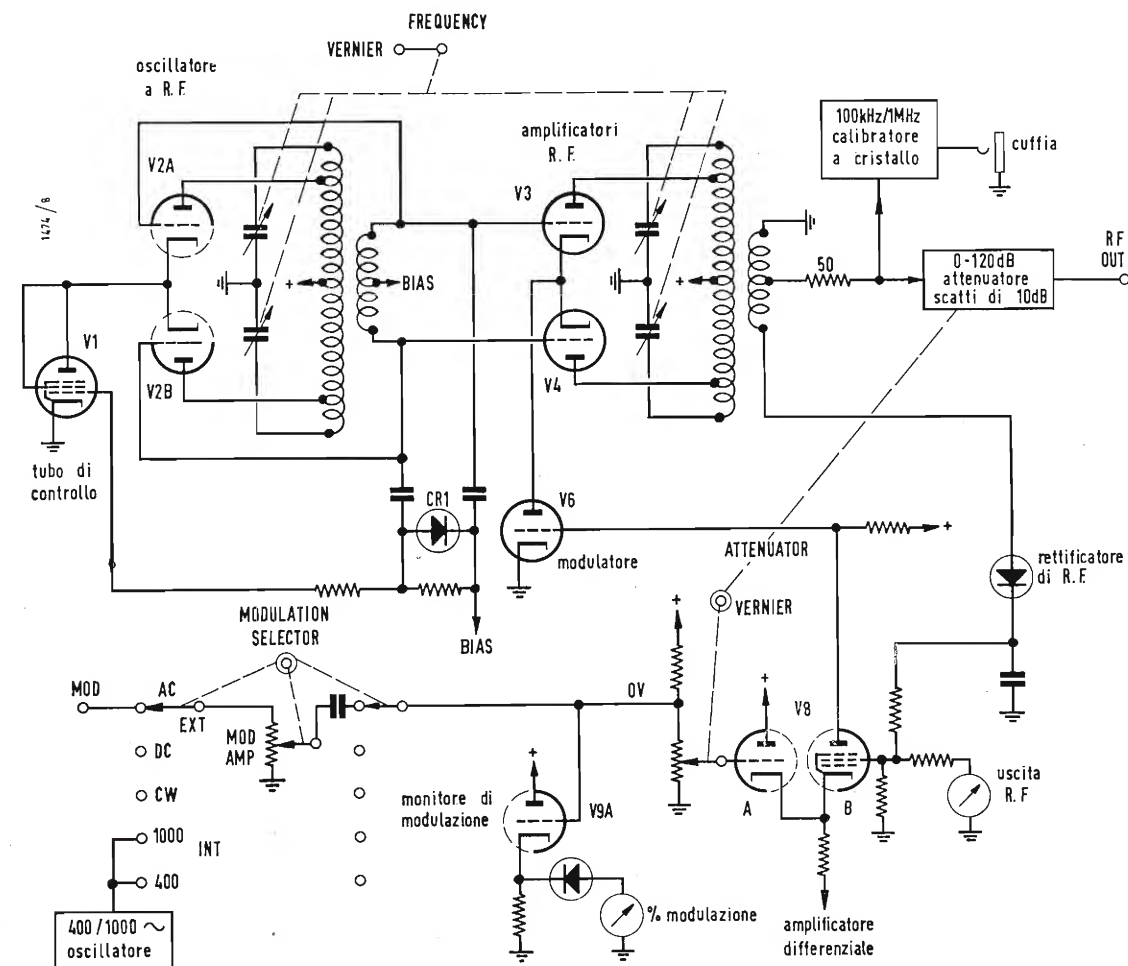 FREQUENCY
VERNIER
oscillatore
a R.F.
amplificatori
R.F.
100kHz/1MHz
calibratore
a cristallo
cuffia
V2A
V3
1474/B
RF
OUT
50
0-120dB
attenuatore
scatti di 10dB
+
BIAS
+
V1
V2B
V4
tubo di
controllo
CR1
V6
modulatore
+
ATTENUATOR
VERNIER
rettificatore
di R.F.
MODULATION
SELECTOR
BIAS
+
MOD
AC
EXT
0V
+
V8
MOD
AMP
DC
CW
1000
INT
400
+
monitore di
modulazione
V9A
A
B
uscita
R.F
% modulazione
amplificatore
differenziale
400/1000 ~
oscillatore